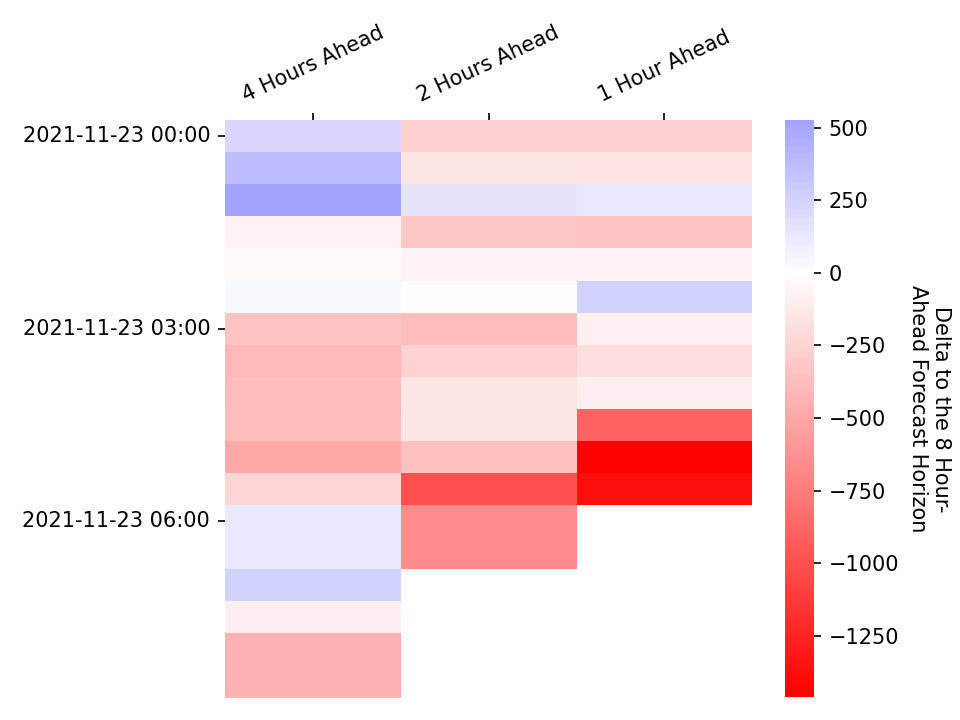 4 Hours Ahead
2 Hours Ahead
1 Hour Ahead
2021-11-23 00:00
2021-11-23 03:00
2021-11-23 06:00
500
250
0
−250
−500
−750
−1000
−1250
Delta to the 8 Hour-
Ahead Forecast Horizon